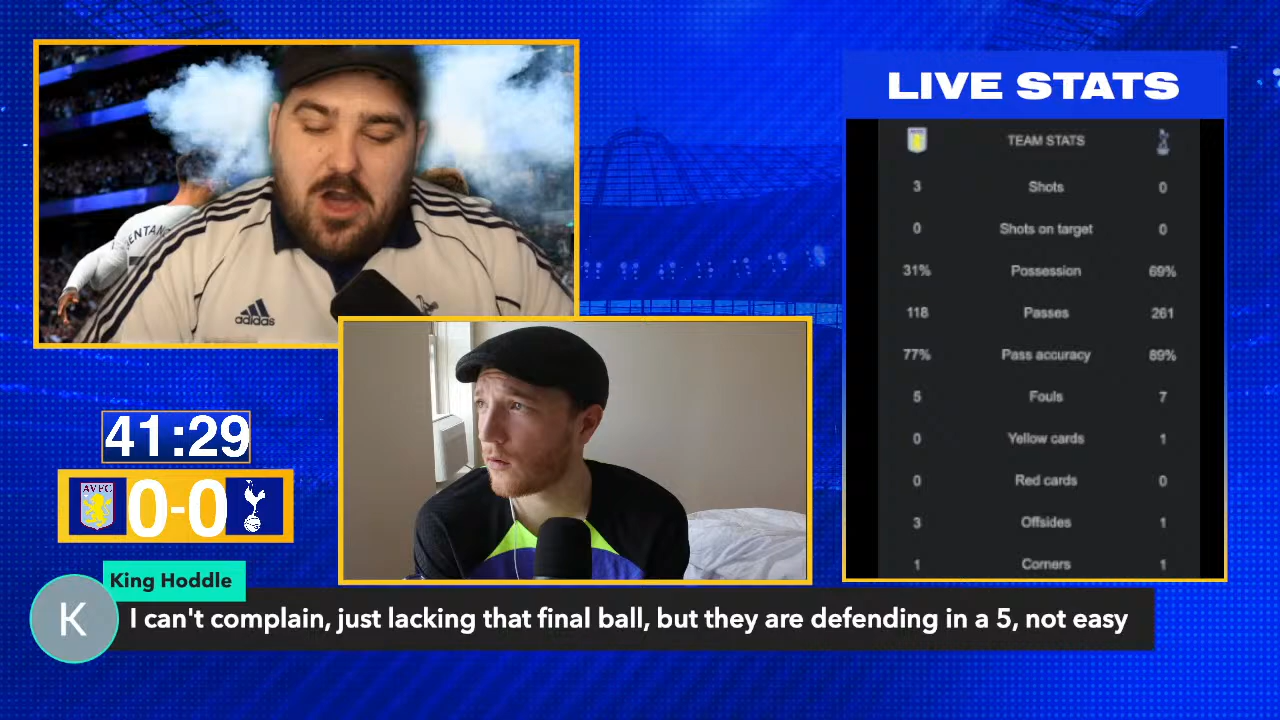 LIVE STATS
TEAM STATS
3 Shots 0
0 Shots on target 0
31% Possession 69%
118 Passes 261
77% Pass accuracy 89%
5 Fouls 7
0 Yellow cards 1
0 Red cards 0
3 Offsides 1
1 Corners 1
ENTAN
adidas
41:29
AVFC
0-0
King Hoddle
K
I can't complain, just lacking that final ball, but they are defending in a 5, not easy